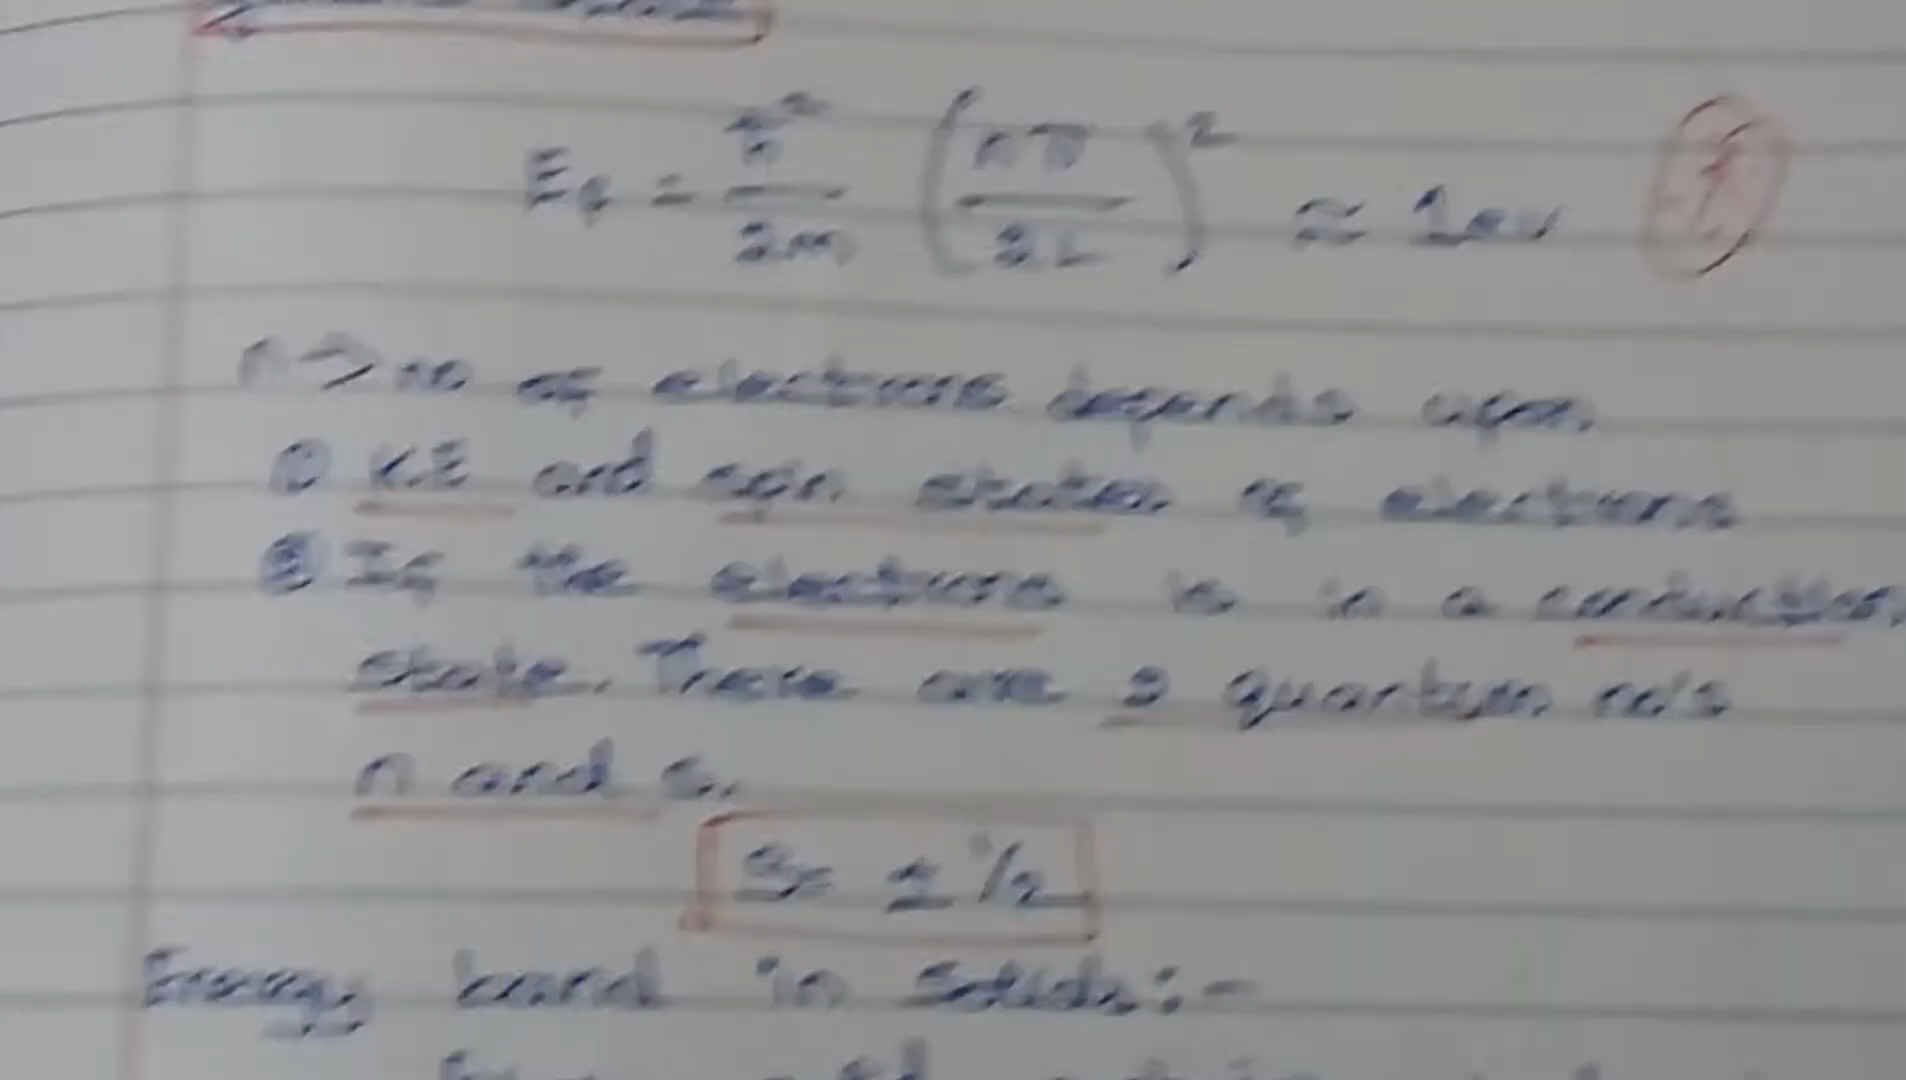 E_f = ħ²/2m (nπ/2L)² ≈ 1ev
n → no of electrons depends upon.
① K.E and spin states of electrons
② If the electrons is in a conduction
state. There are 2 quantum no's
n and s.
S = ± 1/2
Energy band in Solids:-